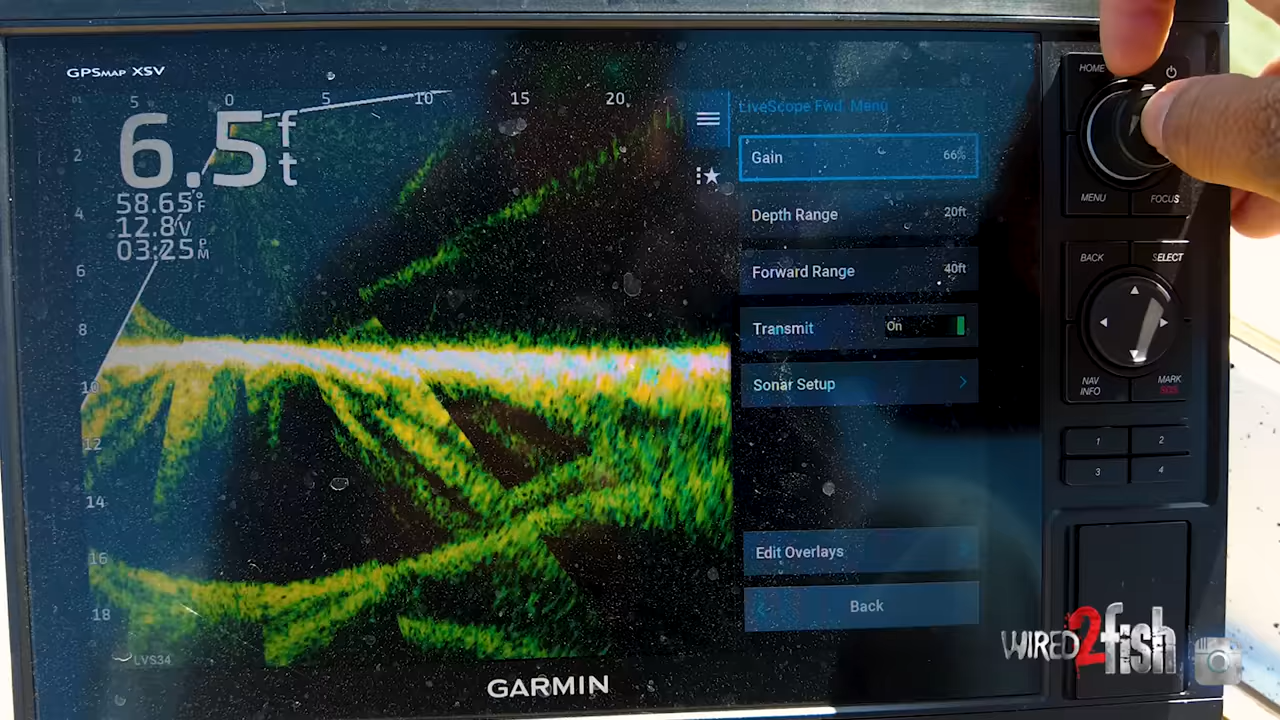 GPSMAP XSV
5 0 5 10 15 20
6.5 ft
58.65°F
12.8V
03:25PM
2
4
6
8
10
12
14
16
18
LVS34
LiveScope Fwd. Menu
Gain 66%
Depth Range 20ft
Forward Range 40ft
Transmit On
Sonar Setup
Edit Overlays
Back
GARMIN
HOME
MENU FOCUS
BACK SELECT
NAV INFO
MARK SOS
1 2
3 4
WIRED2fish